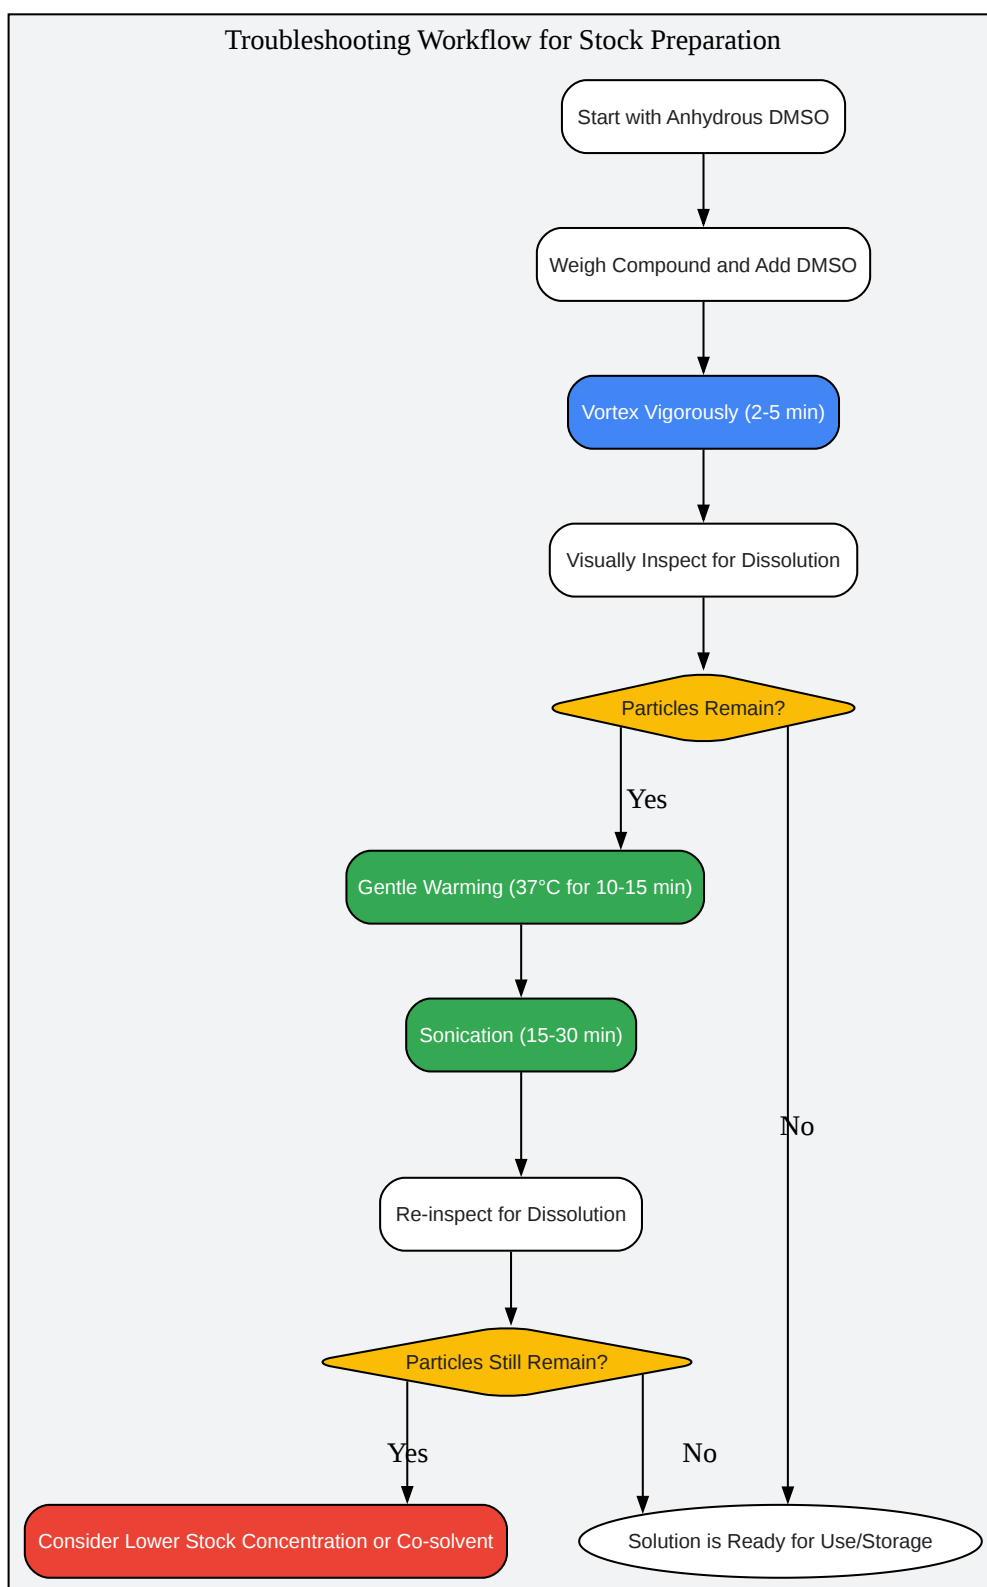 Troubleshooting Workflow for Stock Preparation
Start with Anhydrous DMSO
Weigh Compound and Add DMSO
Vortex Vigorously (2-5 min)
Visually Inspect for Dissolution
Particles Remain?
Yes
Gentle Warming (37°C for 10-15 min)
Sonication (15-30 min)
No
Re-inspect for Dissolution
Particles Still Remain?
Yes
No
Consider Lower Stock Concentration or Co-solvent
Solution is Ready for Use/Storage